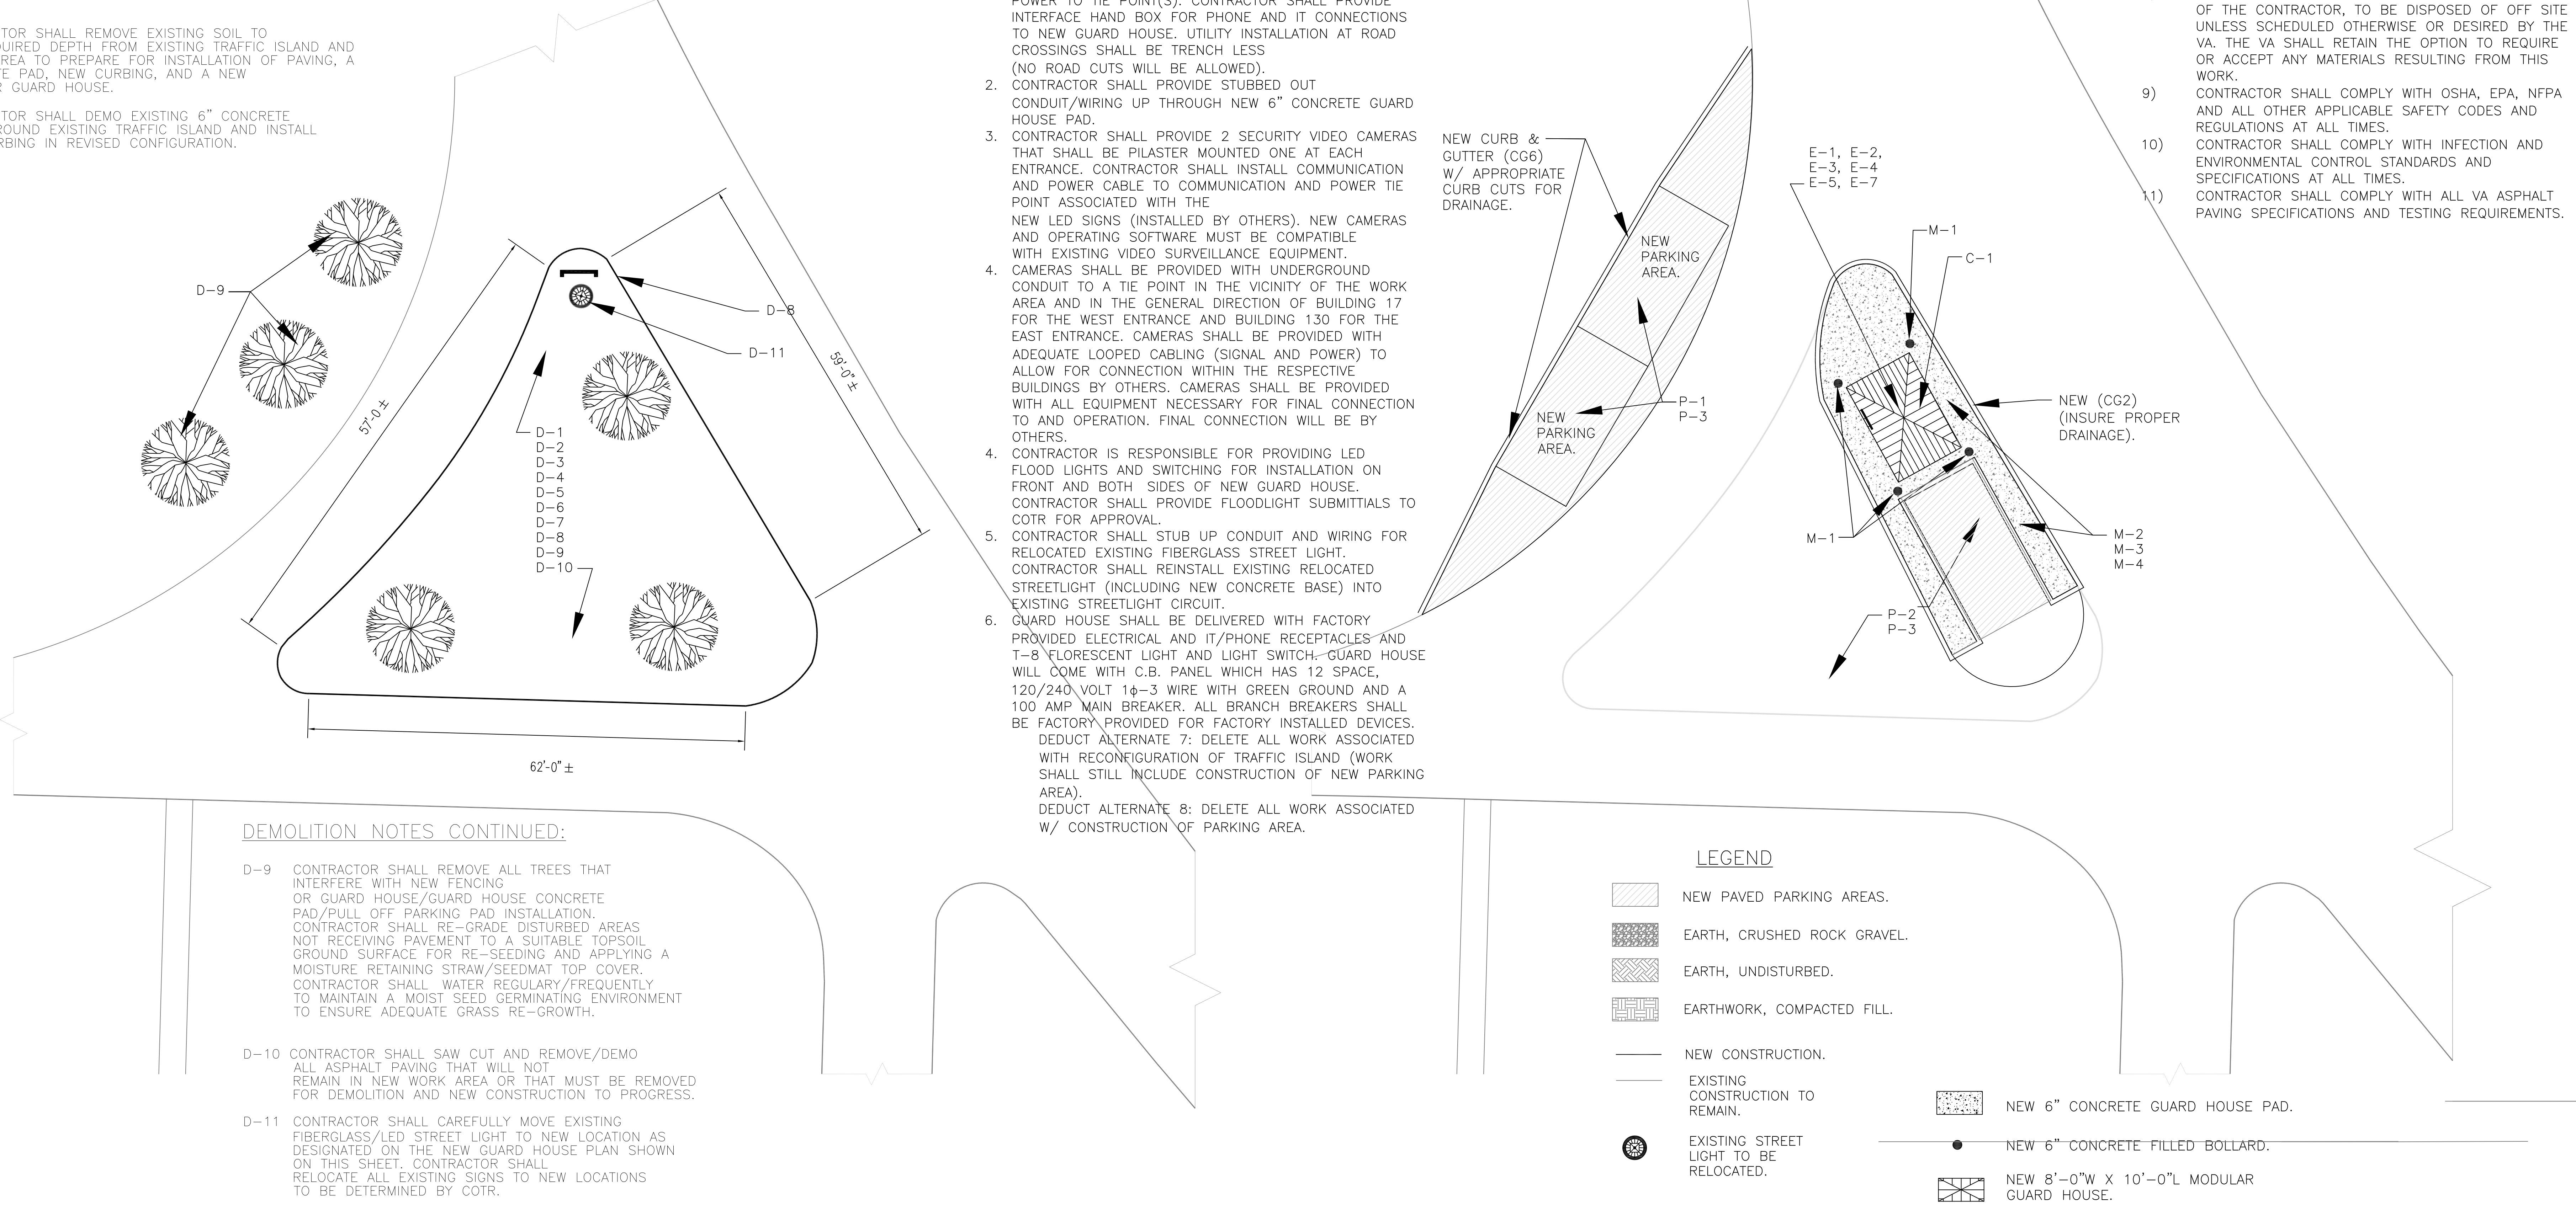 TOR SHALL REMOVE EXISTING SOIL TO
UIRED DEPTH FROM EXISTING TRAFFIC ISLAND AND
AREA TO PREPARE FOR INSTALLATION OF PAVING, A
TE PAD, NEW CURBING, AND A NEW
R GUARD HOUSE.
TOR SHALL DEMO EXISTING 6" CONCRETE
ROUND EXISTING TRAFFIC ISLAND AND INSTALL
RBING IN REVISED CONFIGURATION.
D-9
D-8
D-11
57'-0 ±
59'-0" ±
D-1
D-2
D-3
D-4
D-5
D-6
D-7
D-8
D-9
D-10
62'-0" ±
DEMOLITION NOTES CONTINUED:
D-9 CONTRACTOR SHALL REMOVE ALL TREES THAT
INTERFERE WITH NEW FENCING
OR GUARD HOUSE/GUARD HOUSE CONCRETE
PAD/PULL OFF PARKING PAD INSTALLATION.
CONTRACTOR SHALL RE-GRADE DISTURBED AREAS
NOT RECEIVING PAVEMENT TO A SUITABLE TOPSOIL
GROUND SURFACE FOR RE-SEEDING AND APPLYING A
MOISTURE RETAINING STRAW/SEEDMAT TOP COVER.
CONTRACTOR SHALL WATER REGULARY/FREQUENTLY
TO MAINTAIN A MOIST SEED GERMINATING ENVIRONMENT
TO ENSURE ADEQUATE GRASS RE-GROWTH.
D-10 CONTRACTOR SHALL SAW CUT AND REMOVE/DEMO
ALL ASPHALT PAVING THAT WILL NOT
REMAIN IN NEW WORK AREA OR THAT MUST BE REMOVED
FOR DEMOLITION AND NEW CONSTRUCTION TO PROGRESS.
D-11 CONTRACTOR SHALL CAREFULLY MOVE EXISTING
FIBERGLASS/LED STREET LIGHT TO NEW LOCATION AS
DESIGNATED ON THE NEW GUARD HOUSE PLAN SHOWN
ON THIS SHEET. CONTRACTOR SHALL
RELOCATE ALL EXISTING SIGNS TO NEW LOCATIONS
TO BE DETERMINED BY COTR.
POWER TO TIE POINT(S). CONTRACTOR SHALL PROVIDE
INTERFACE HAND BOX FOR PHONE AND IT CONNECTIONS
TO NEW GUARD HOUSE. UTILITY INSTALLATION AT ROAD
CROSSINGS SHALL BE TRENCH LESS
(NO ROAD CUTS WILL BE ALLOWED).
2. CONTRACTOR SHALL PROVIDE STUBBED OUT
CONDUIT/WIRING UP THROUGH NEW 6" CONCRETE GUARD
HOUSE PAD.
3. CONTRACTOR SHALL PROVIDE 2 SECURITY VIDEO CAMERAS
THAT SHALL BE PILASTER MOUNTED ONE AT EACH
ENTRANCE. CONTRACTOR SHALL INSTALL COMMUNICATION
AND POWER CABLE TO COMMUNICATION AND POWER TIE
POINT ASSOCIATED WITH THE
NEW LED SIGNS (INSTALLED BY OTHERS). NEW CAMERAS
AND OPERATING SOFTWARE MUST BE COMPATIBLE
WITH EXISTING VIDEO SURVEILLANCE EQUIPMENT.
4. CAMERAS SHALL BE PROVIDED WITH UNDERGROUND
CONDUIT TO A TIE POINT IN THE VICINITY OF THE WORK
AREA AND IN THE GENERAL DIRECTION OF BUILDING 17
FOR THE WEST ENTRANCE AND BUILDING 130 FOR THE
EAST ENTRANCE. CAMERAS SHALL BE PROVIDED WITH
ADEQUATE LOOPED CABLING (SIGNAL AND POWER) TO
ALLOW FOR CONNECTION WITHIN THE RESPECTIVE
BUILDINGS BY OTHERS. CAMERAS SHALL BE PROVIDED
WITH ALL EQUIPMENT NECESSARY FOR FINAL CONNECTION
TO AND OPERATION. FINAL CONNECTION WILL BE BY
OTHERS.
4. CONTRACTOR IS RESPONSIBLE FOR PROVIDING LED
FLOOD LIGHTS AND SWITCHING FOR INSTALLATION ON
FRONT AND BOTH SIDES OF NEW GUARD HOUSE.
CONTRACTOR SHALL PROVIDE FLOODLIGHT SUBMITTIALS TO
COTR FOR APPROVAL.
5. CONTRACTOR SHALL STUB UP CONDUIT AND WIRING FOR
RELOCATED EXISTING FIBERGLASS STREET LIGHT.
CONTRACTOR SHALL REINSTALL EXISTING RELOCATED
STREETLIGHT (INCLUDING NEW CONCRETE BASE) INTO
EXISTING STREETLIGHT CIRCUIT.
6. GUARD HOUSE SHALL BE DELIVERED WITH FACTORY
PROVIDED ELECTRICAL AND IT/PHONE RECEPTACLES AND
T-8 FLORESCENT LIGHT AND LIGHT SWITCH. GUARD HOUSE
WILL COME WITH C.B. PANEL WHICH HAS 12 SPACE,
120/240 VOLT 1ϕ-3 WIRE WITH GREEN GROUND AND A
100 AMP MAIN BREAKER. ALL BRANCH BREAKERS SHALL
BE FACTORY PROVIDED FOR FACTORY INSTALLED DEVICES.
DEDUCT ALTERNATE 7: DELETE ALL WORK ASSOCIATED
WITH RECONFIGURATION OF TRAFFIC ISLAND (WORK
SHALL STILL INCLUDE CONSTRUCTION OF NEW PARKING
AREA).
DEDUCT ALTERNATE 8: DELETE ALL WORK ASSOCIATED
W/ CONSTRUCTION OF PARKING AREA.
NEW CURB &
GUTTER (CG6)
W/ APPROPRIATE
CURB CUTS FOR
DRAINAGE.
NEW
PARKING
AREA.
NEW
PARKING
AREA.
P-1
P-3
E-1, E-2,
E-3, E-4
E-5, E-7
M-1
C-1
NEW (CG2)
(INSURE PROPER
DRAINAGE).
M-1
M-2
M-3
M-4
P-2
P-3
OF THE CONTRACTOR, TO BE DISPOSED OF OFF SITE
UNLESS SCHEDULED OTHERWISE OR DESIRED BY THE
VA. THE VA SHALL RETAIN THE OPTION TO REQUIRE
OR ACCEPT ANY MATERIALS RESULTING FROM THIS
WORK.
9) CONTRACTOR SHALL COMPLY WITH OSHA, EPA, NFPA
AND ALL OTHER APPLICABLE SAFETY CODES AND
REGULATIONS AT ALL TIMES.
10) CONTRACTOR SHALL COMPLY WITH INFECTION AND
ENVIRONMENTAL CONTROL STANDARDS AND
SPECIFICATIONS AT ALL TIMES.
11) CONTRACTOR SHALL COMPLY WITH ALL VA ASPHALT
PAVING SPECIFICATIONS AND TESTING REQUIREMENTS.
LEGEND
NEW PAVED PARKING AREAS.
EARTH, CRUSHED ROCK GRAVEL.
EARTH, UNDISTURBED.
EARTHWORK, COMPACTED FILL.
NEW CONSTRUCTION.
EXISTING
CONSTRUCTION TO
REMAIN.
EXISTING STREET
LIGHT TO BE
RELOCATED.
NEW 6" CONCRETE GUARD HOUSE PAD.
NEW 6" CONCRETE FILLED BOLLARD.
NEW 8'-0"W X 10'-0"L MODULAR
GUARD HOUSE.